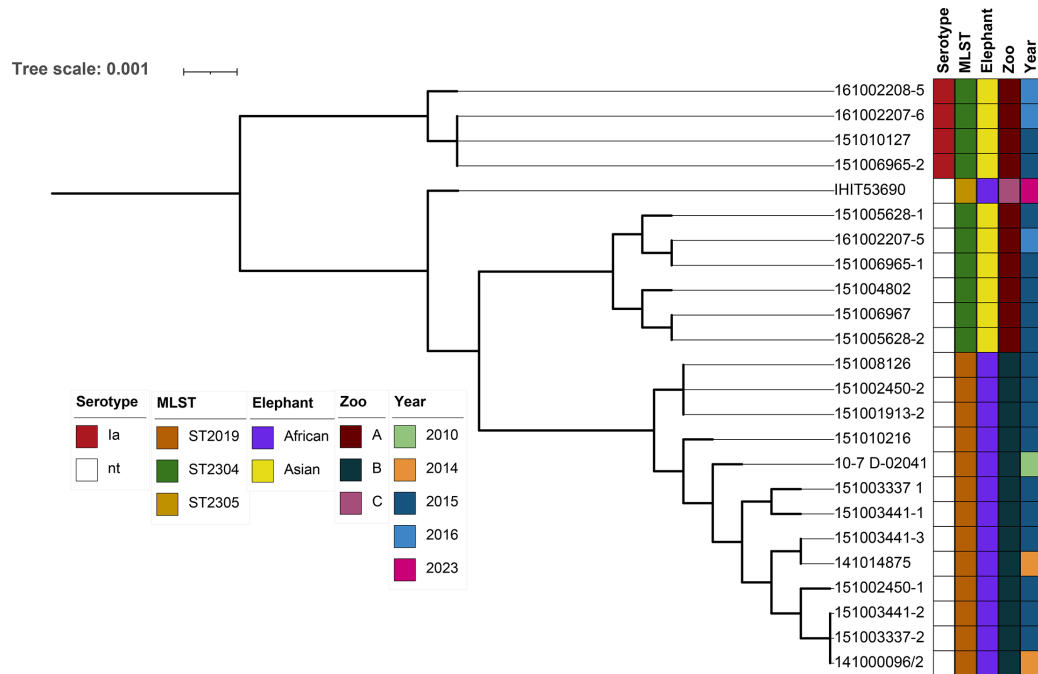 Serotype
MLST
Elephant
Zoo
Year
Tree scale: 0.001
161002208-5
161002207-6
151010127
151006965-2
IHIT53690
151005628-1
161002207-5
151006965-1
151004802
151006967
151005628-2
151008126
151002450-2
151001913-2
151010216
10-7 D-02041
151003337 1
151003441-1
151003441-3
141014875
151002450-1
151003441-2
151003337-2
141000096/2
Serotype
Ia
nt
MLST
ST2019
ST2304
ST2305
Elephant
African
Asian
Zoo
A
B
C
Year
2010
2014
2015
2016
2023